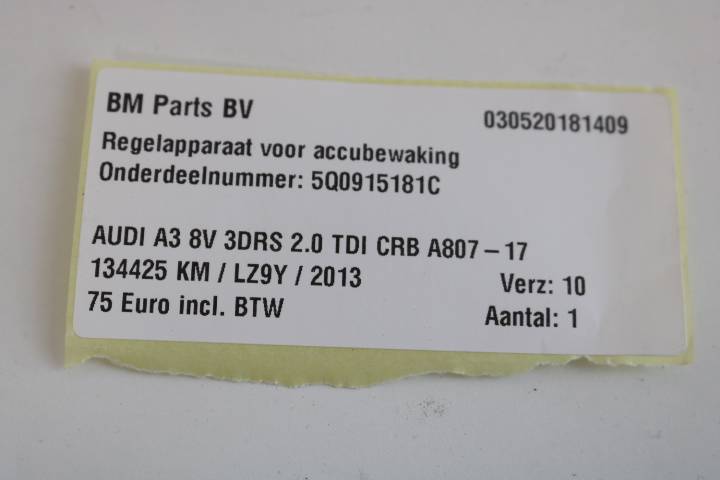 BM Parts BV 030520181409
Regelapparaat voor accubewaking
Onderdeelnummer: 5Q0915181C
AUDI A3 8V 3DRS 2.0 TDI CRB A807-17
134425 KM / LZ9Y / 2013 Verz: 10
75 Euro incl. BTW Aantal: 1